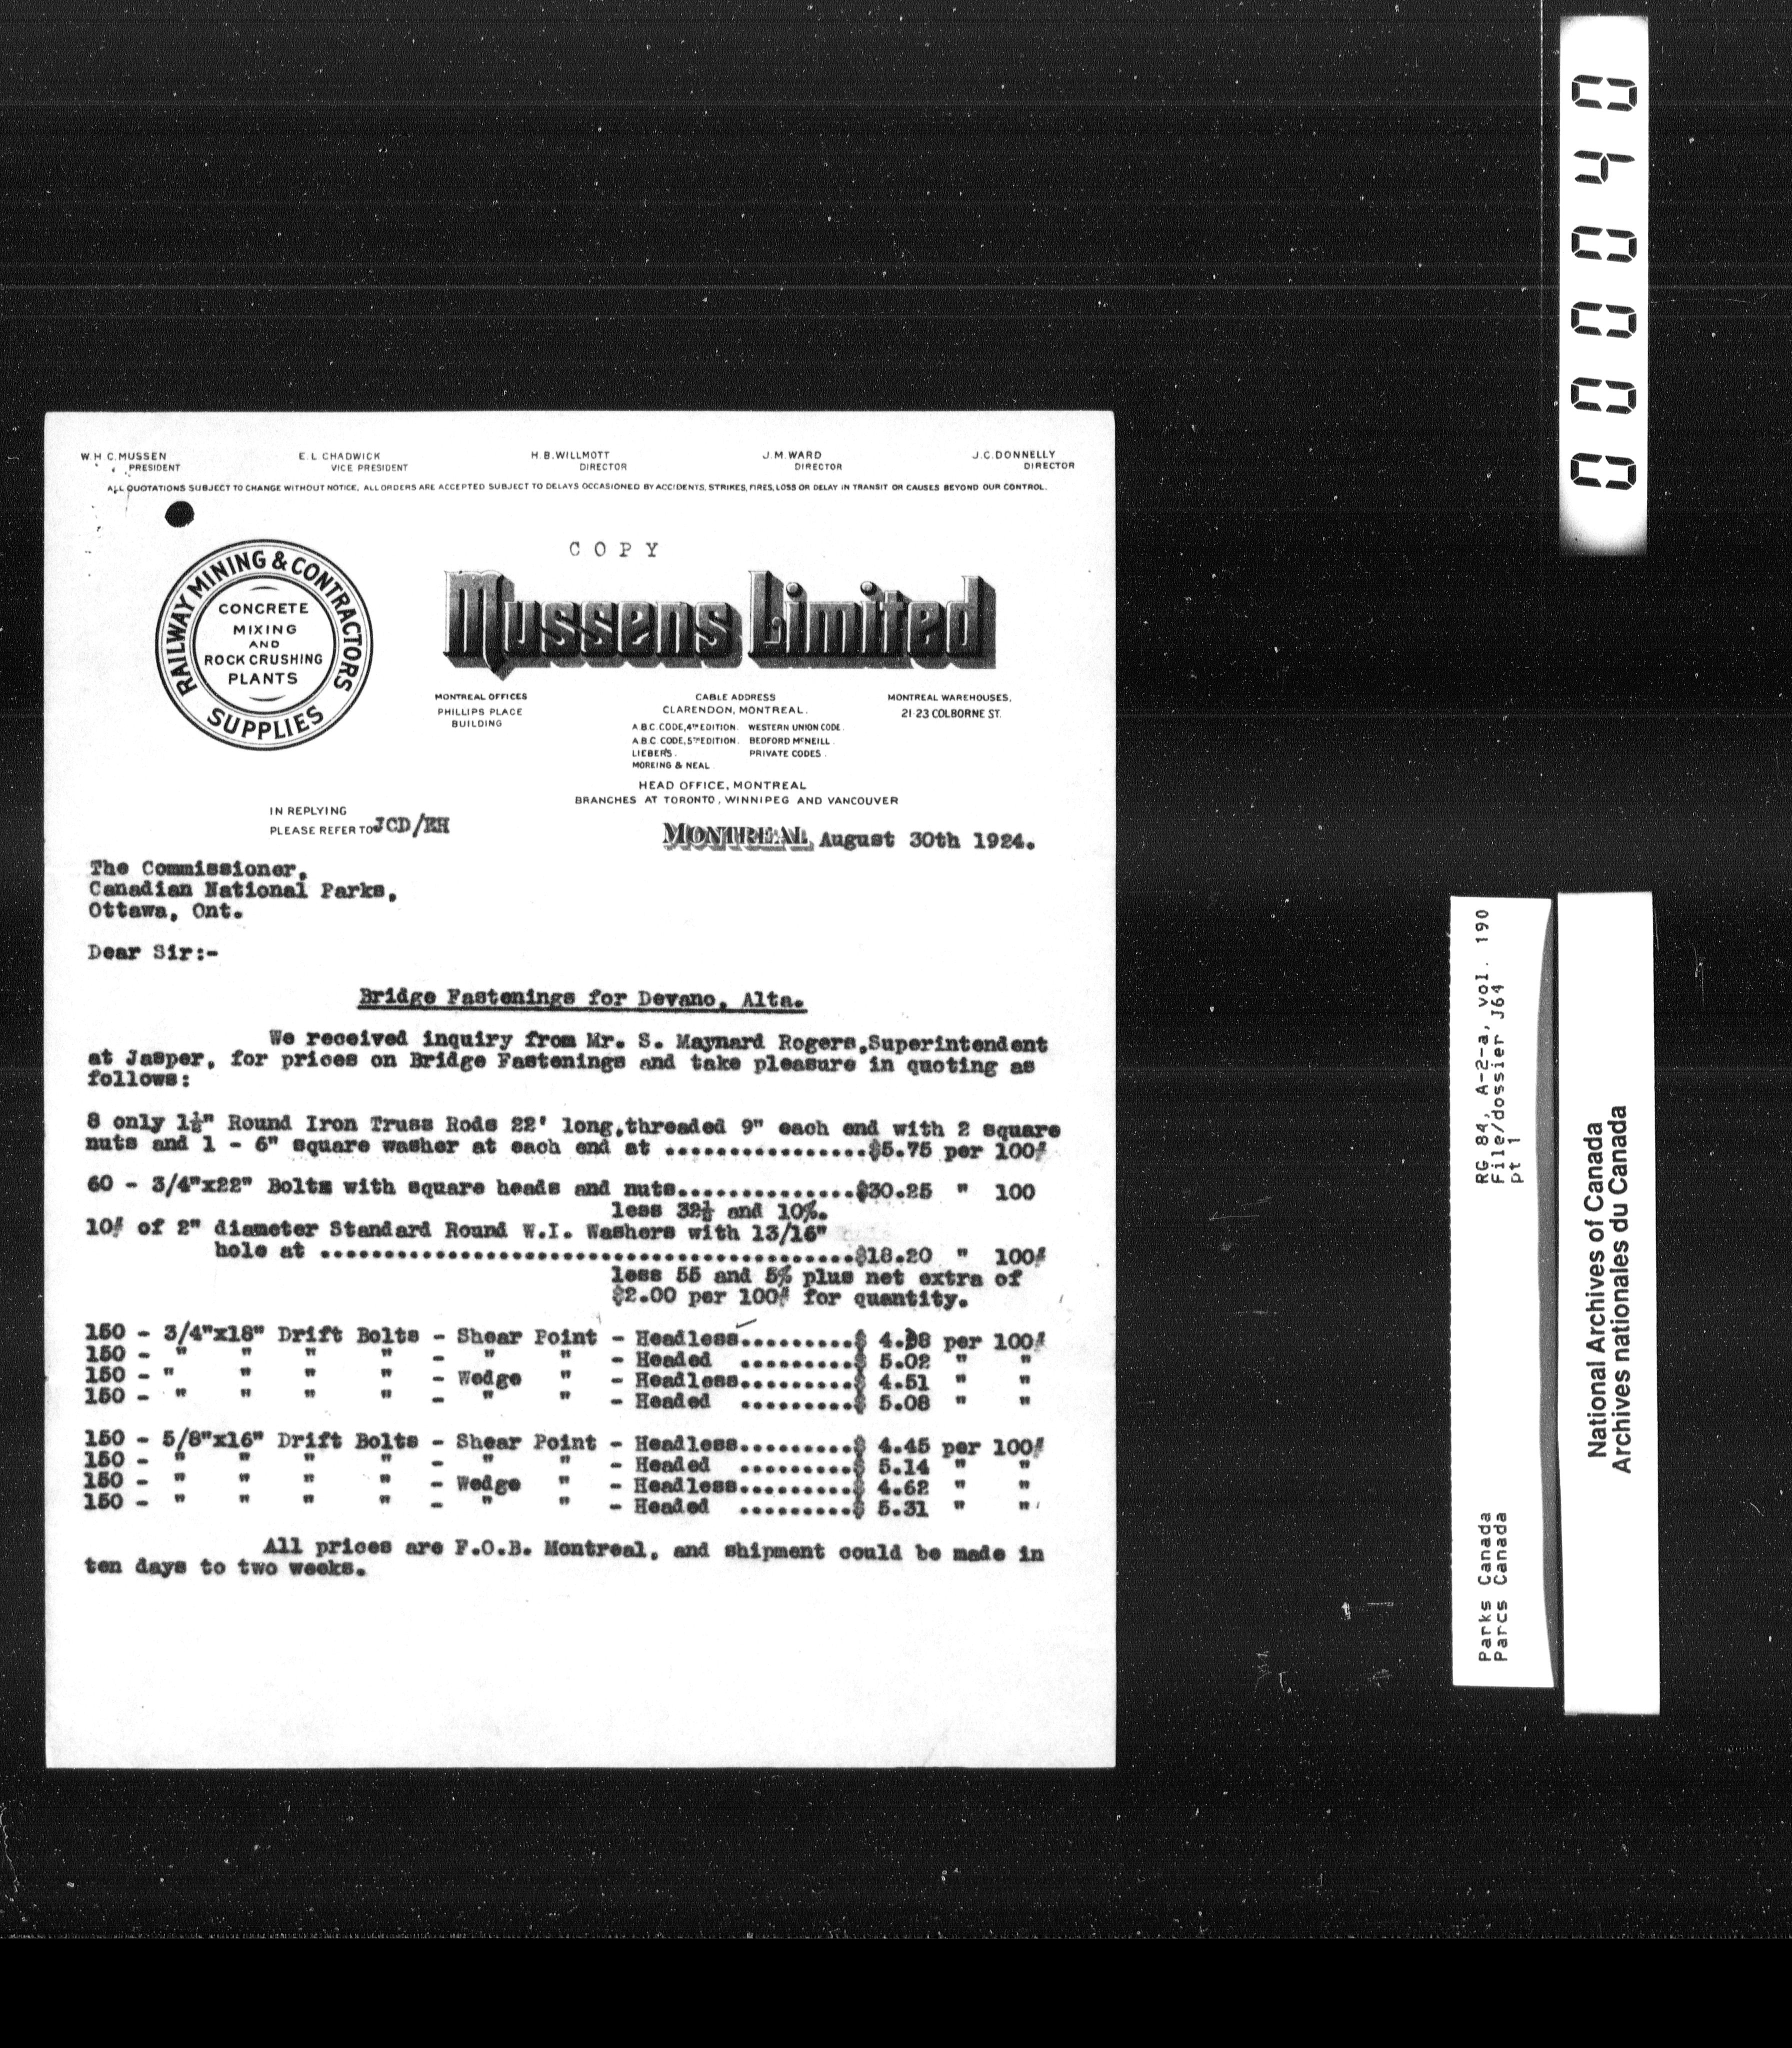 W.H.C. MUSSEN PRESIDENT
E.L. CHADWICK VICE PRESIDENT
H.B. WILLMOTT DIRECTOR
J.M. WARD DIRECTOR
J.C. DONNELLY DIRECTOR
ALL QUOTATIONS SUBJECT TO CHANGE WITHOUT NOTICE. ALL ORDERS ARE ACCEPTED SUBJECT TO DELAYS OCCASIONED BY ACCIDENTS, STRIKES, FIRES, LOSS OR DELAY IN TRANSIT OR CAUSES BEYOND OUR CONTROL.
COPY
RAILWAY MINING & CONTRACTORS
SUPPLIES
CONCRETE
MIXING
AND
ROCK CRUSHING
PLANTS
Mussens Limited
MONTREAL OFFICES
PHILLIPS PLACE
BUILDING
CABLE ADDRESS
CLARENDON, MONTREAL.
A.B.C. CODE, 4TH EDITION. WESTERN UNION CODE.
A.B.C. CODE, 5TH EDITION. BEDFORD McNEILL.
LIEBER'S. PRIVATE CODES.
MOREING & NEAL
MONTREAL WAREHOUSES,
21-23 COLBORNE ST.
HEAD OFFICE, MONTREAL
BRANCHES AT TORONTO, WINNIPEG AND VANCOUVER
IN REPLYING
PLEASE REFER TO JCD/EH
MONTREAL, August 30th 1924.
The Commissioner,
Canadian National Parks,
Ottawa, Ont.
Dear Sir:-
Bridge Fastenings for Devano, Alta.
We received inquiry from Mr. S. Maynard Rogers, Superintendent
at Jasper, for prices on Bridge Fastenings and take pleasure in quoting as
follows:
8 only 1½" Round Iron Truss Rods 22' long, threaded 9" each end with 2 square
nuts and 1 - 6" square washer at each end at ................$5.75 per 100#
60 - 3/4"x22" Bolts with square heads and nuts..............$30.25 " 100
less 32½ and 10%.
10# of 2" diameter Standard Round W.I. Washers with 13/16"
hole at ..........................................$18.20 " 100#
less 55 and 5% plus net extra of
$2.00 per 100# for quantity.
150 - 3/4"x18" Drift Bolts - Shear Point - Headless.........$ 4.38 per 100#
150 - " " " " - " " - Headed .........$ 5.02 " "
150 - " " " " - Wedge " - Headless.........$ 4.51 " "
150 - " " " " - " " - Headed .........$ 5.08 " "
150 - 5/8"x16" Drift Bolts - Shear Point - Headless.........$ 4.45 per 100#
150 - " " " " - " " - Headed .........$ 5.14 " "
150 - " " " " - Wedge " - Headless.........$ 4.62 " "
150 - " " " " - " " - Headed .........$ 5.31 " "
All prices are F.O.B. Montreal, and shipment could be made in
ten days to two weeks.
000040
RG 84, A-2-a, vol. 190
File/dossier J64
pt 1
Parks Canada
Parcs Canada
National Archives of Canada
Archives nationales du Canada